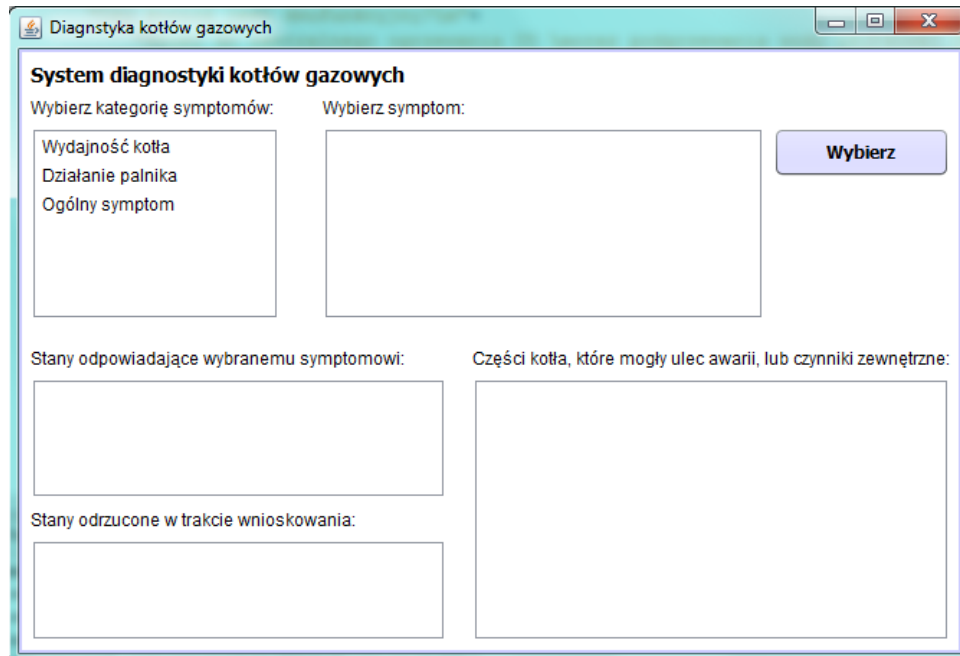 Diagnstyka kotłów gazowych
System diagnostyki kotłów gazowych
Wybierz kategorię symptomów:
Wybierz symptom:
Wydajność kotła
Działanie palnika
Ogólny symptom
Wybierz
Stany odpowiadające wybranemu symptomowi:
Części kotła, które mogły ulec awarii, lub czynniki zewnętrzne:
Stany odrzucone w trakcie wnioskowania: